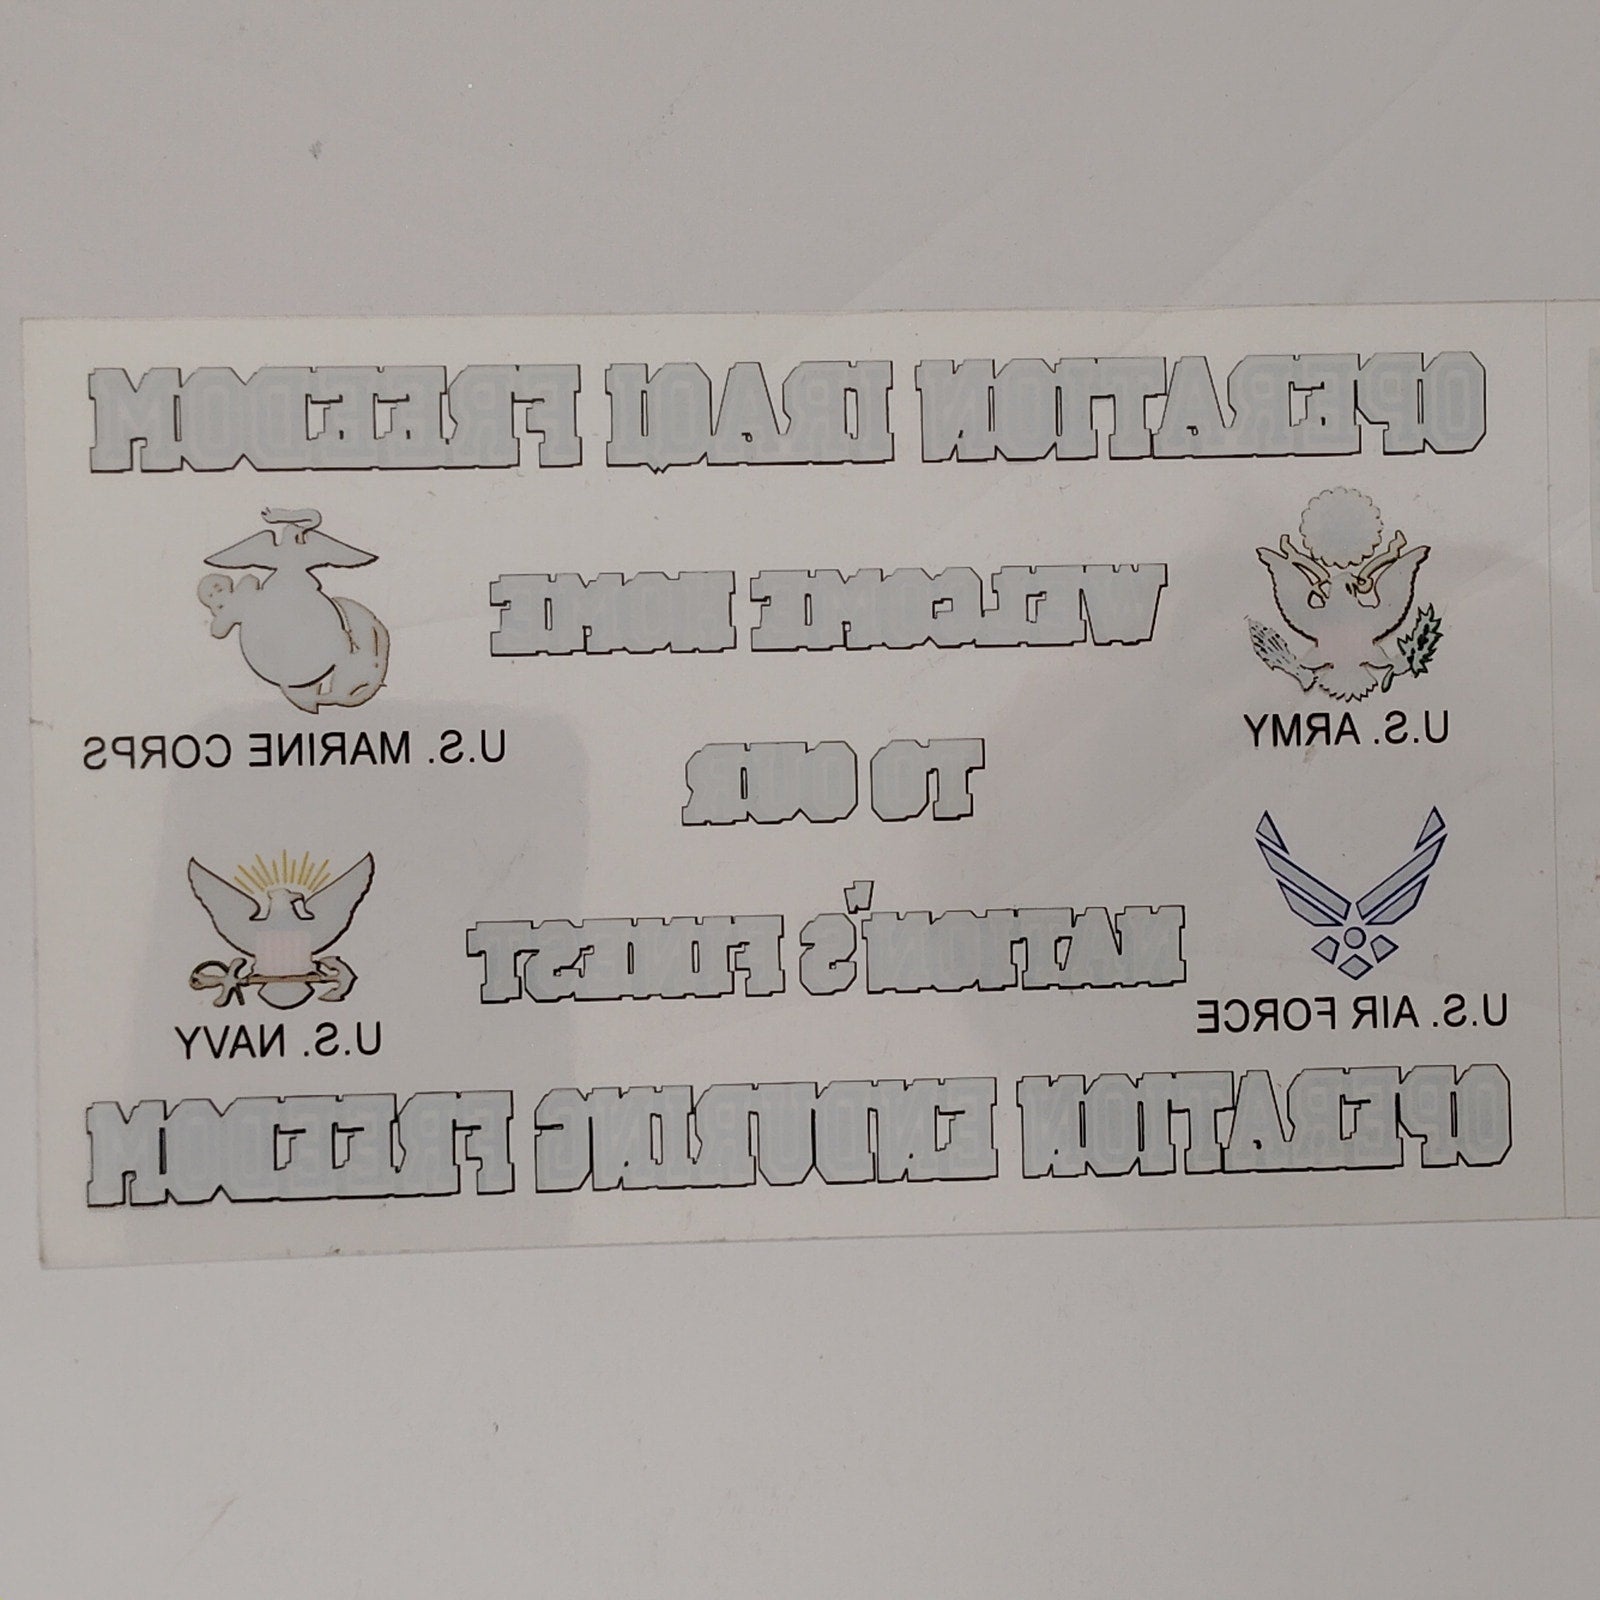 OPERATION IRAQI FREEDOM
WELCOME HOME
U.S. ARMY
U.S. MARINE CORPS
TO OUR
NATION'S FINEST
U.S. AIR FORCE
U.S. NAVY
OPERATION ENDURING FREEDOM